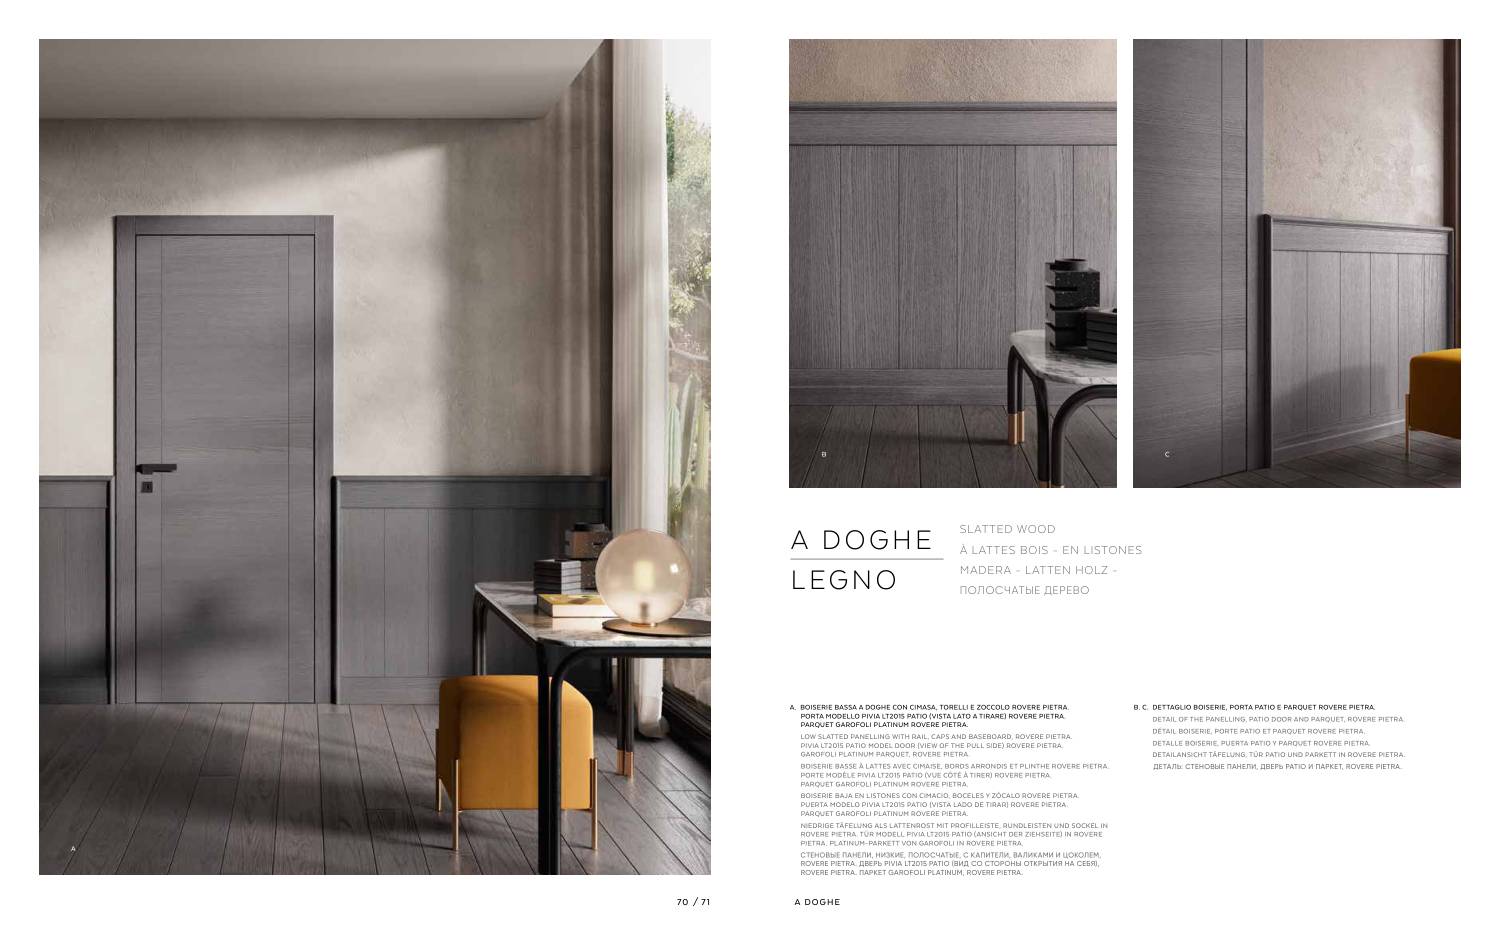 A
70 / 71
B
C
A DOGHE
LEGNO
SLATTED WOOD
À LATTES BOIS - EN LISTONES
MADERA - LATTEN HOLZ -
ПОЛОСЧАТЫЕ ДЕРЕВО
A. BOISERIE BASSA A DOGHE CON CIMASA, TORELLI E ZOCCOLO ROVERE PIETRA.
PORTA MODELLO PIVIA LT2015 PATIO (VISTA LATO A TIRARE) ROVERE PIETRA.
PARQUET GAROFOLI PLATINUM ROVERE PIETRA.
LOW SLATTED PANELLING WITH RAIL, CAPS AND BASEBOARD, ROVERE PIETRA.
PIVIA LT2015 PATIO MODEL DOOR (VIEW OF THE PULL SIDE) ROVERE PIETRA.
GAROFOLI PLATINUM PARQUET, ROVERE PIETRA.
BOISERIE BASSE À LATTES AVEC CIMAISE, BORDS ARRONDIS ET PLINTHE ROVERE PIETRA.
PORTE MODÈLE PIVIA LT2015 PATIO (VUE CÔTÉ À TIRER) ROVERE PIETRA.
PARQUET GAROFOLI PLATINUM ROVERE PIETRA.
BOISERIE BAJA EN LISTONES CON CIMACIO, BOCELES Y ZÓCALO ROVERE PIETRA.
PUERTA MODELO PIVIA LT2015 PATIO (VISTA LADO DE TIRAR) ROVERE PIETRA.
PARQUET GAROFOLI PLATINUM ROVERE PIETRA.
NIEDRIGE TÄFELUNG ALS LATTENROST MIT PROFILLEISTE, RUNDLEISTEN UND SOCKEL IN
ROVERE PIETRA. TÜR MODELL PIVIA LT2015 PATIO (ANSICHT DER ZIEHSEITE) IN ROVERE
PIETRA. PLATINUM-PARKETT VON GAROFOLI IN ROVERE PIETRA.
СТЕНОВЫЕ ПАНЕЛИ, НИЗКИЕ, ПОЛОСЧАТЫЕ, С КАПИТЕЛИ, ВАЛИКАМИ И ЦОКОЛЕМ,
ROVERE PIETRA. ДВЕРЬ PIVIA LT2015 PATIO (ВИД СО СТОРОНЫ ОТКРЫТИЯ НА СЕБЯ),
ROVERE PIETRA. ПАРКЕТ GAROFOLI PLATINUM, ROVERE PIETRA.
B. C. DETTAGLIO BOISERIE, PORTA PATIO E PARQUET ROVERE PIETRA.
DETAIL OF THE PANELLING, PATIO DOOR AND PARQUET, ROVERE PIETRA.
DÉTAIL BOISERIE, PORTE PATIO ET PARQUET ROVERE PIETRA.
DETALLE BOISERIE, PUERTA PATIO Y PARQUET ROVERE PIETRA.
DETAILANSICHT TÄFELUNG, TÜR PATIO UND PARKETT IN ROVERE PIETRA.
ДЕТАЛЬ: СТЕНОВЫЕ ПАНЕЛИ, ДВЕРЬ PATIO И ПАРКЕТ, ROVERE PIETRA.
A DOGHE